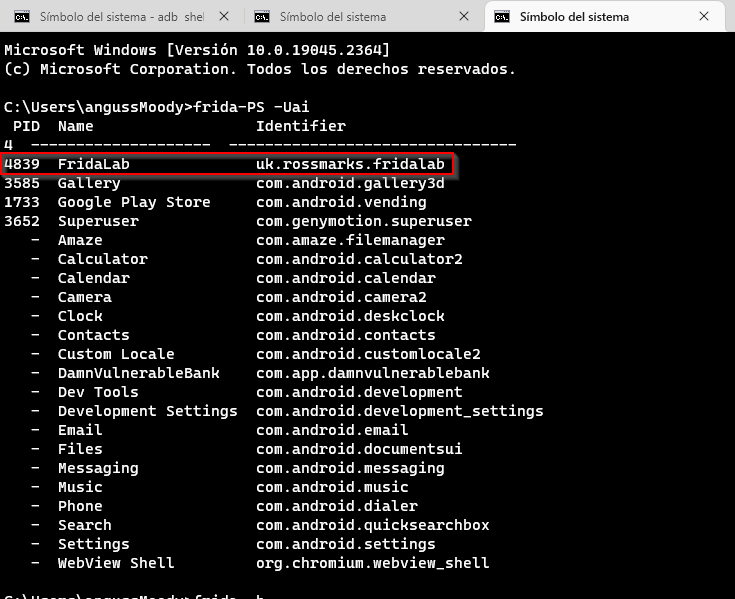 Símbolo del sistema - adb shel
Símbolo del sistema
Símbolo del sistema
Microsoft Windows [Versión 10.0.19045.2364]
(c) Microsoft Corporation. Todos los derechos reservados.
C:\Users\angussMoody>frida-PS -Uai
PID  Name                  Identifier
4  --------------------  --------------------------------
4839  FridaLab              uk.rossmarks.fridalab
3585  Gallery               com.android.gallery3d
1733  Google Play Store     com.android.vending
3652  Superuser             com.genymotion.superuser
-  Amaze                 com.amaze.filemanager
-  Calculator            com.android.calculator2
-  Calendar              com.android.calendar
-  Camera                com.android.camera2
-  Clock                 com.android.deskclock
-  Contacts              com.android.contacts
-  Custom Locale         com.android.customlocale2
-  DamnVulnerableBank    com.app.damnvulnerablebank
-  Dev Tools             com.android.development
-  Development Settings  com.android.development_settings
-  Email                 com.android.email
-  Files                 com.android.documentsui
-  Messaging             com.android.messaging
-  Music                 com.android.music
-  Phone                 com.android.dialer
-  Search                com.android.quicksearchbox
-  Settings              com.android.settings
-  WebView Shell         org.chromium.webview_shell